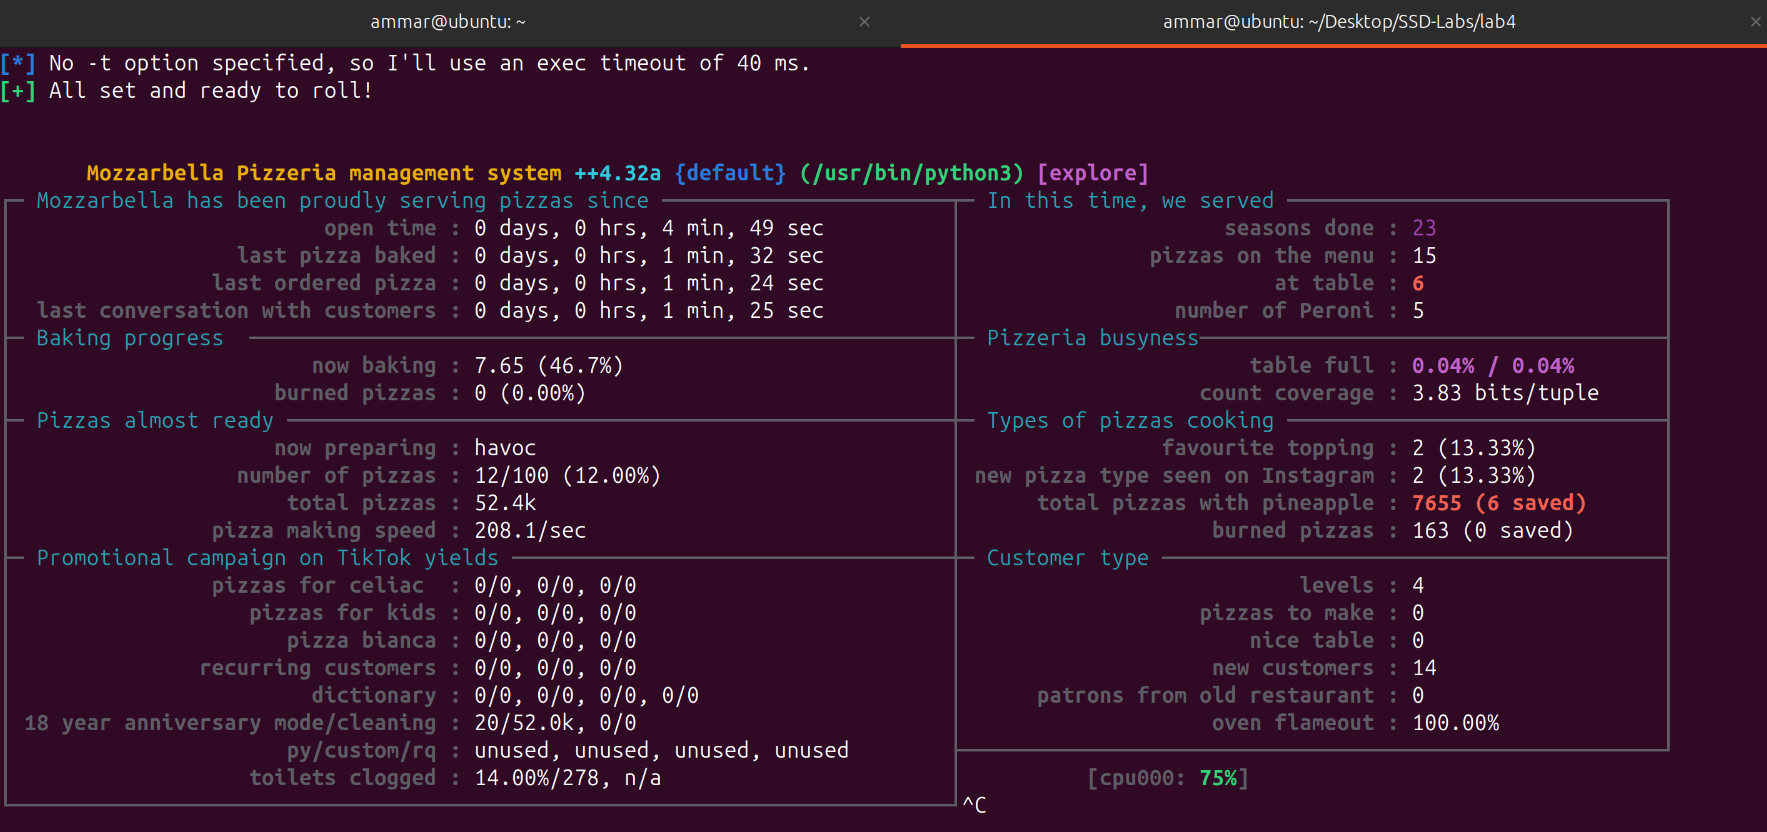 ammar@ubuntu: ~ × ammar@ubuntu: ~/Desktop/SSD-Labs/lab4 ×
[*] No -t option specified, so I'll use an exec timeout of 40 ms.
[+] All set and ready to roll!
Mozzarbella Pizzeria management system ++4.32a {default} (/usr/bin/python3) [explore]
Mozzarbella has been proudly serving pizzas since In this time, we served
open time : 0 days, 0 hrs, 4 min, 49 sec seasons done : 23
last pizza baked : 0 days, 0 hrs, 1 min, 32 sec pizzas on the menu : 15
last ordered pizza : 0 days, 0 hrs, 1 min, 24 sec at table : 6
last conversation with customers : 0 days, 0 hrs, 1 min, 25 sec number of Peroni : 5
Baking progress Pizzeria busyness
now baking : 7.65 (46.7%) table full : 0.04% / 0.04%
burned pizzas : 0 (0.00%) count coverage : 3.83 bits/tuple
Pizzas almost ready Types of pizzas cooking
now preparing : havoc favourite topping : 2 (13.33%)
number of pizzas : 12/100 (12.00%) new pizza type seen on Instagram : 2 (13.33%)
total pizzas : 52.4k total pizzas with pineapple : 7655 (6 saved)
pizza making speed : 208.1/sec burned pizzas : 163 (0 saved)
Promotional campaign on TikTok yields Customer type
pizzas for celiac : 0/0, 0/0, 0/0 levels : 4
pizzas for kids : 0/0, 0/0, 0/0 pizzas to make : 0
pizza bianca : 0/0, 0/0, 0/0 nice table : 0
recurring customers : 0/0, 0/0, 0/0 new customers : 14
dictionary : 0/0, 0/0, 0/0, 0/0 patrons from old restaurant : 0
18 year anniversary mode/cleaning : 20/52.0k, 0/0 oven flameout : 100.00%
py/custom/rq : unused, unused, unused, unused
toilets clogged : 14.00%/278, n/a [cpu000: 75%]
^C